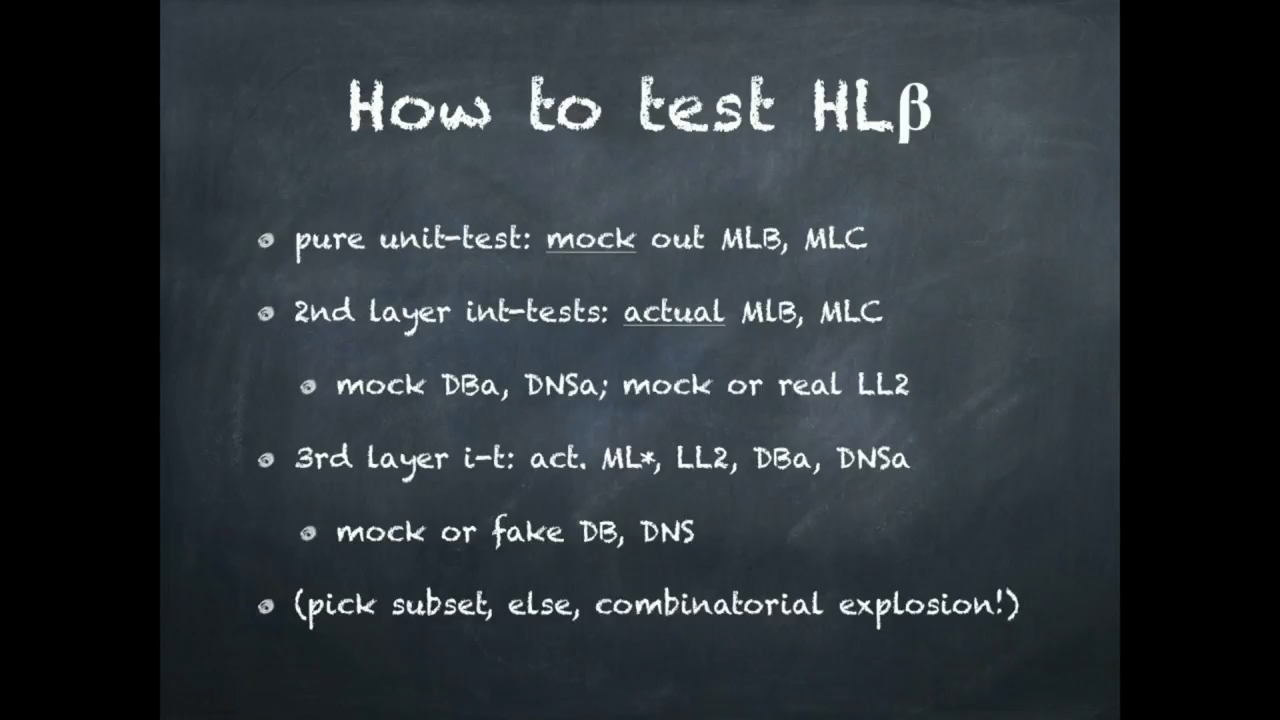 How to test HLβ
pure unit-test: mock out MLB, MLC
2nd layer int-tests: actual MlB, MLC
mock DBa, DNSa; mock or real LL2
3rd layer i-t: act. ML*, LL2, DBa, DNSa
mock or fake DB, DNS
(pick subset, else, combinatorial explosion!)